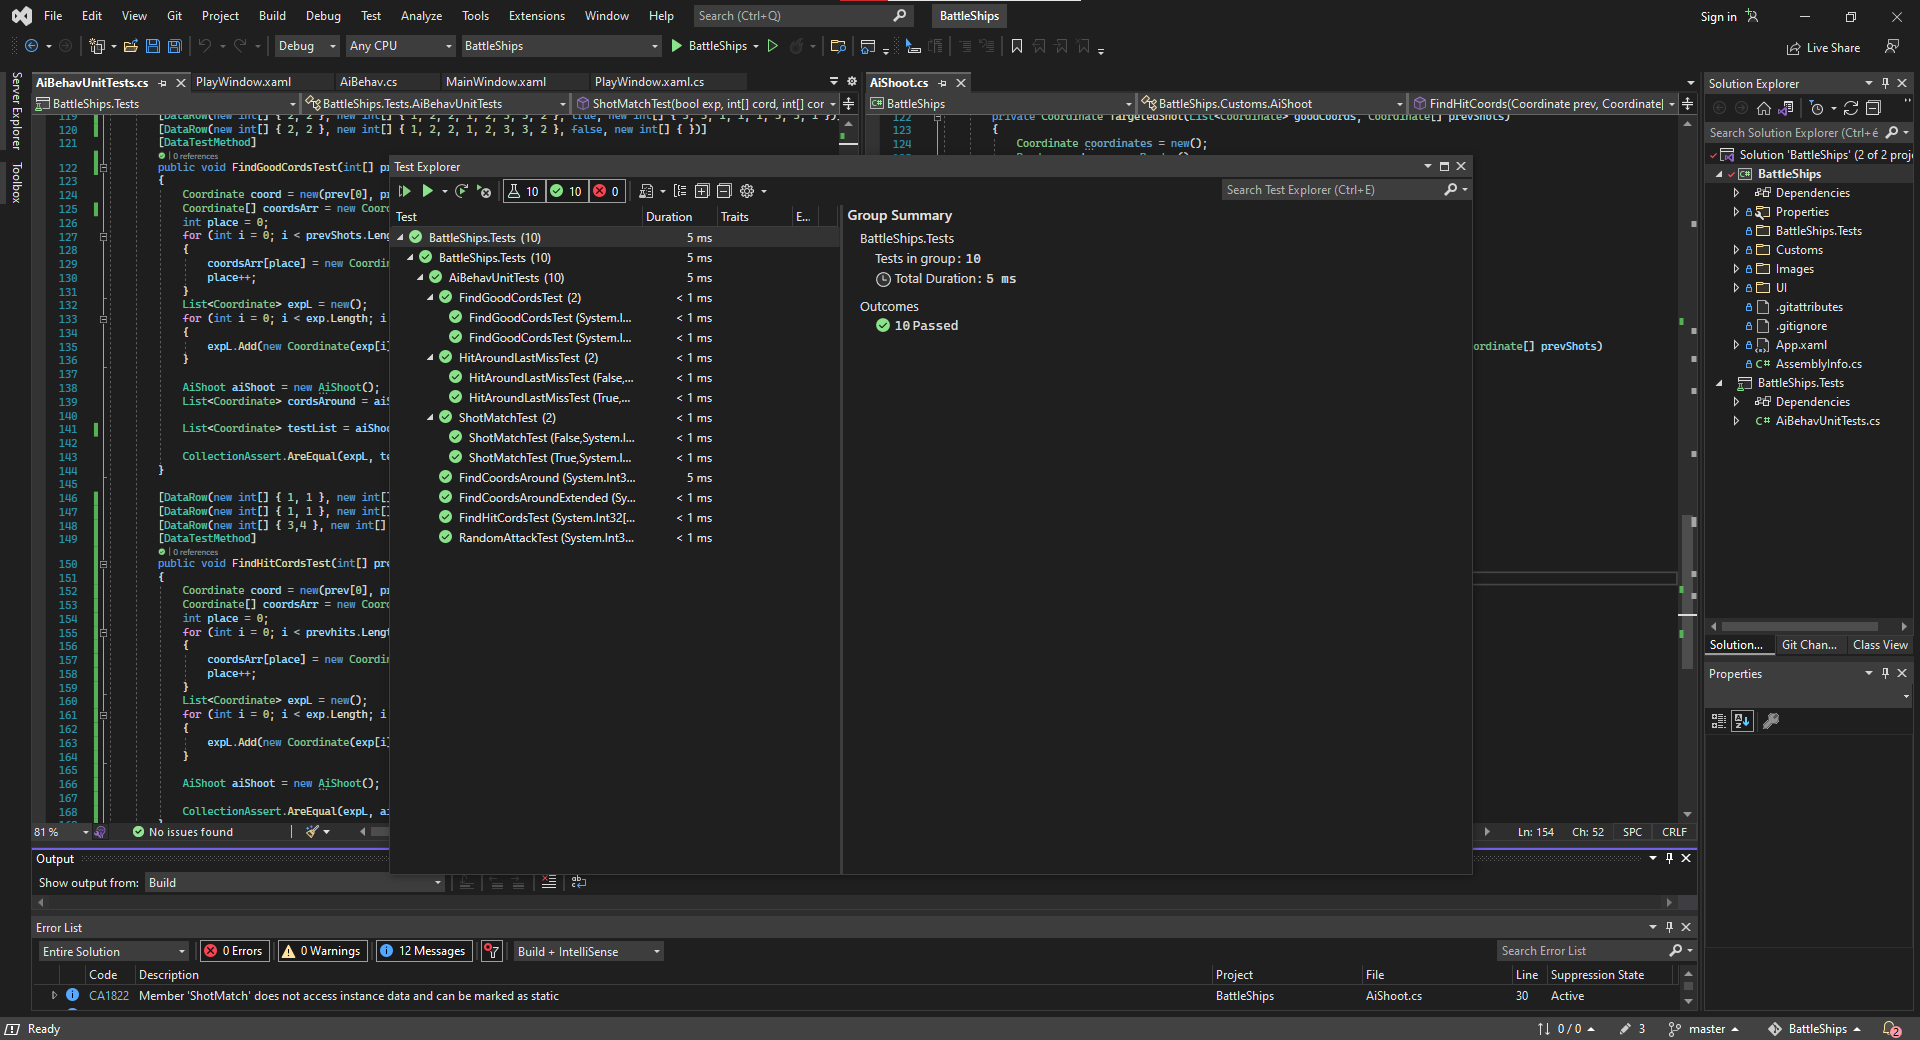 File Edit View Git Project Build Debug Test Analyze Tools Extensions Window Help Search (Ctrl+Q) BattleShips Sign in
Debug Any CPU BattleShips BattleShips Live Share
Server Explorer
Toolbox
AiBehavUnitTests.cs PlayWindow.xaml AiBehav.cs MainWindow.xaml PlayWindow.xaml.cs
BattleShips.Tests BattleShips.Tests.AiBehavUnitTests ShotMatchTest(bool exp, int[] cord, int[] cor
120 [DataRow(new int[] { 2, 2 }, new int[] { 1, 2, 2, 1, 2, 3, 3, 2 }, false, new int[] { })]
121 [DataTestMethod]
0 references
122 public void FindGoodCordsTest(int[] p
123 {
124 Coordinate coord = new(prev[0], p
125 Coordinate[] coordsArr = new Coor
126 int place = 0;
127 for (int i = 0; i < prevShots.Leng
128 {
129 coordsArr[place] = new Coordin
130 place++;
131 }
132 List<Coordinate> expL = new();
133 for (int i = 0; i < exp.Length; i
134 {
135 expL.Add(new Coordinate(exp[i]
136 }
137
138 AiShoot aiShoot = new AiShoot();
139 List<Coordinate> cordsAround = aiS
140
141 List<Coordinate> testList = aiShoo
142
143 CollectionAssert.AreEqual(expL, te
144 }
145
146 [DataRow(new int[] { 1, 1 }, new int[]
147 [DataRow(new int[] { 1, 1 }, new int[]
148 [DataRow(new int[] { 3,4 }, new int[]
149 [DataTestMethod]
0 references
150 public void FindHitCordsTest(int[] pre
151 {
152 Coordinate coord = new(prev[0], pr
153 Coordinate[] coordsArr = new Coord
154 int place = 0;
155 for (int i = 0; i < prevhits.Lengt
156 {
157 coordsArr[place] = new Coordin
158 place++;
159 }
160 List<Coordinate> expL = new();
161 for (int i = 0; i < exp.Length; i
162 {
163 expL.Add(new Coordinate(exp[i]
164 }
165
166 AiShoot aiShoot = new AiShoot();
167
168 CollectionAssert.AreEqual(expL, ai
81 % No issues found
AiShoot.cs
BattleShips BattleShips.Customs.AiShoot FindHitCoords(Coordinate prev, Coordinate[
122 private Coordinate TargetedShot(List<Coordinate> goodCoords, Coordinate[] prevShots)
123 {
124 Coordinate coordinates = new();
ordinate[] prevShots)
Ln: 154 Ch: 52 SPC CRLF
Test Explorer
10 10 0 Search Test Explorer (Ctrl+E)
Test Duration Traits E...
BattleShips.Tests (10) 5 ms
BattleShips.Tests (10) 5 ms
AiBehavUnitTests (10) 5 ms
FindGoodCordsTest (2) < 1 ms
FindGoodCordsTest (System.I... < 1 ms
FindGoodCordsTest (System.I... < 1 ms
HitAroundLastMissTest (2) < 1 ms
HitAroundLastMissTest (False,... < 1 ms
HitAroundLastMissTest (True,... < 1 ms
ShotMatchTest (2) < 1 ms
ShotMatchTest (False,System.I... < 1 ms
ShotMatchTest (True,System.I... < 1 ms
FindCoordsAround (System.Int3... 5 ms
FindCoordsAroundExtended (Sy... < 1 ms
FindHitCordsTest (System.Int32[... < 1 ms
RandomAttackTest (System.Int3... < 1 ms
Group Summary
BattleShips.Tests
Tests in group: 10
Total Duration: 5 ms
Outcomes
10 Passed
Solution Explorer
Search Solution Explorer (Ctrl+é
Solution 'BattleShips' (2 of 2 proj
BattleShips
Dependencies
Properties
BattleShips.Tests
Customs
Images
UI
.gitattributes
.gitignore
App.xaml
AssemblyInfo.cs
BattleShips.Tests
Dependencies
AiBehavUnitTests.cs
Solution... Git Chan... Class View
Properties
Output
Show output from: Build
Error List
Entire Solution 0 Errors 0 Warnings 12 Messages Build + IntelliSense Search Error List
Code Description Project File Line Suppression State
CA1822 Member 'ShotMatch' does not access instance data and can be marked as static BattleShips AiShoot.cs 30 Active
Ready 0 / 0 3 master BattleShips 2